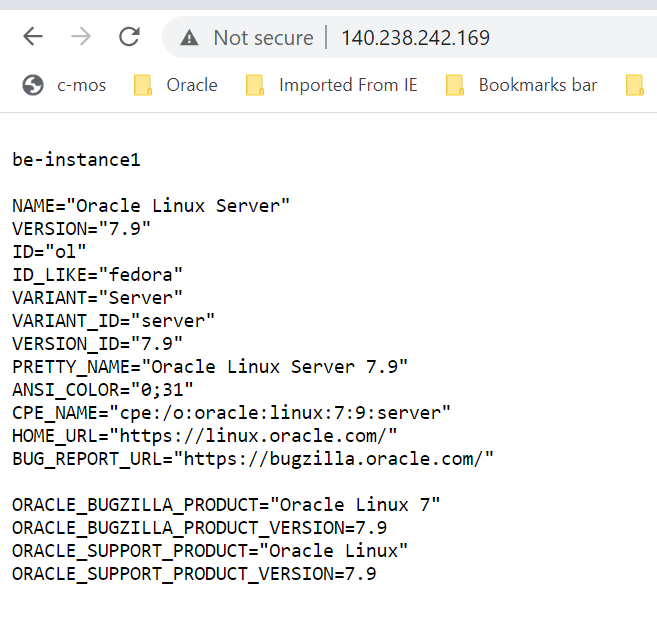 Not secure | 140.238.242.169
c-mos Oracle Imported From IE Bookmarks bar
be-instance1
NAME="Oracle Linux Server"
VERSION="7.9"
ID="ol"
ID_LIKE="fedora"
VARIANT="Server"
VARIANT_ID="server"
VERSION_ID="7.9"
PRETTY_NAME="Oracle Linux Server 7.9"
ANSI_COLOR="0;31"
CPE_NAME="cpe:/o:oracle:linux:7:9:server"
HOME_URL="https://linux.oracle.com/"
BUG_REPORT_URL="https://bugzilla.oracle.com/"
ORACLE_BUGZILLA_PRODUCT="Oracle Linux 7"
ORACLE_BUGZILLA_PRODUCT_VERSION=7.9
ORACLE_SUPPORT_PRODUCT="Oracle Linux"
ORACLE_SUPPORT_PRODUCT_VERSION=7.9